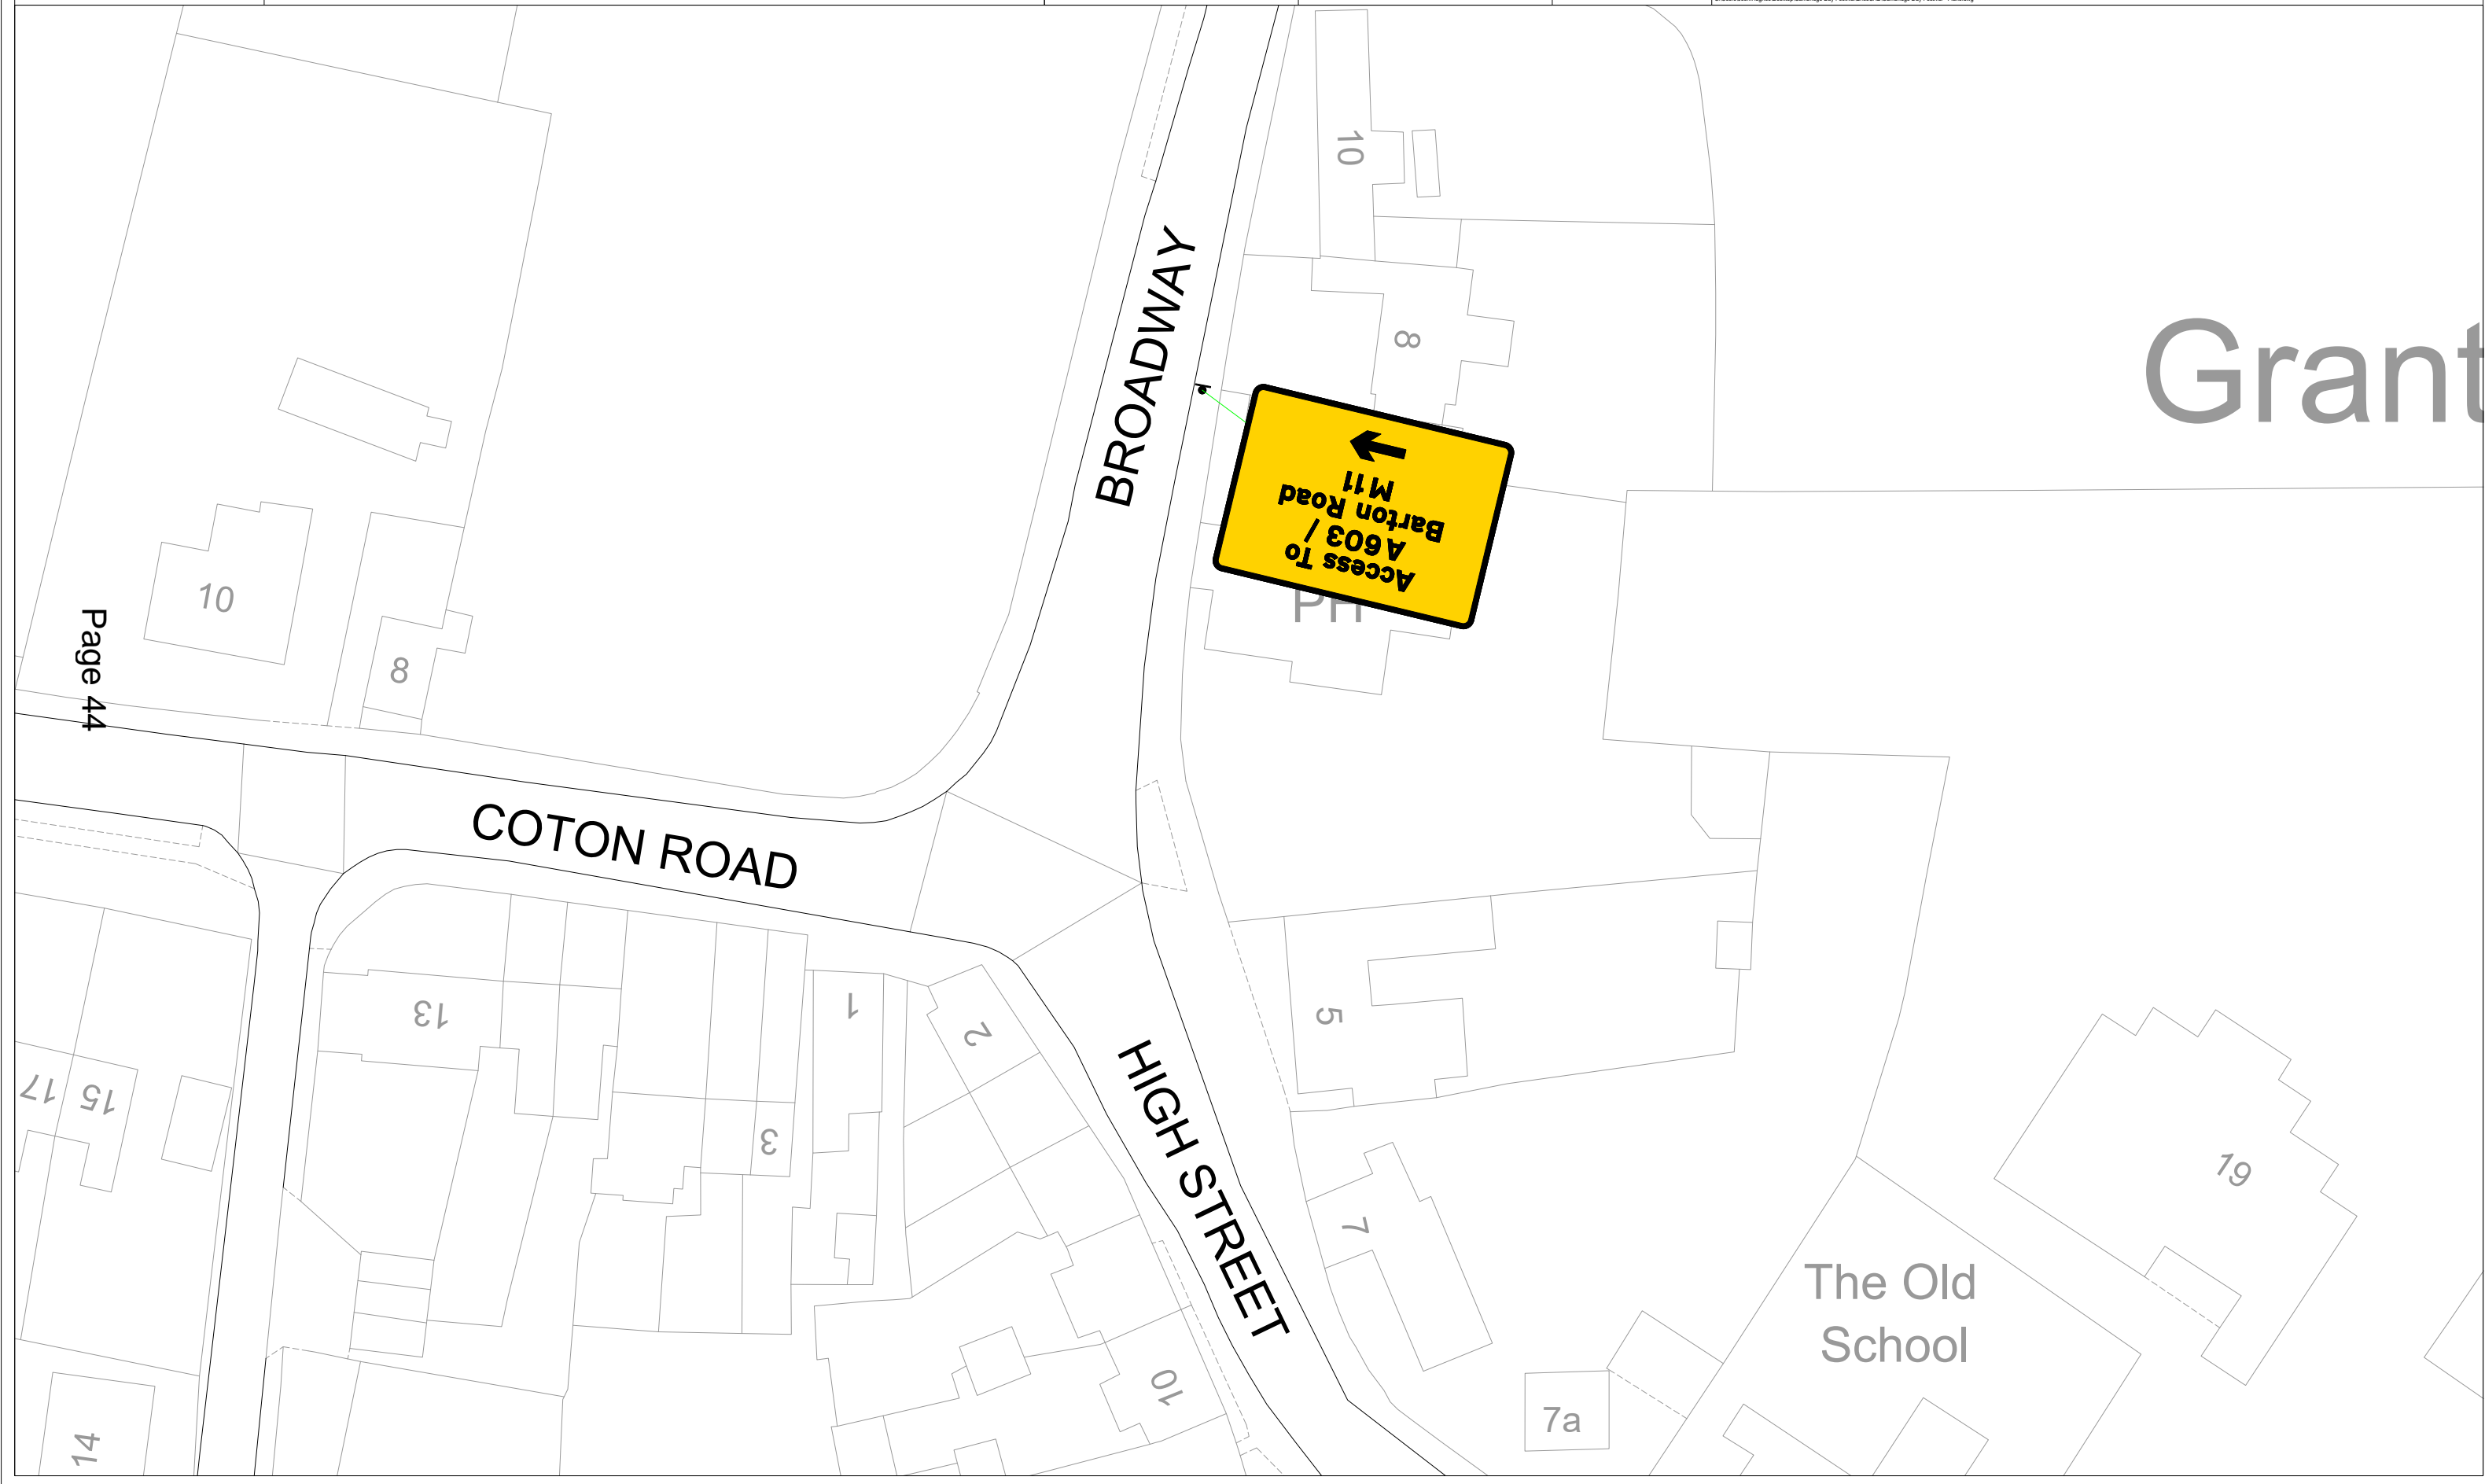 10
8
Grant
BROADWAY
Access To
A603 /
Barton Road
M11
PH
10
8
Page 44
COTON ROAD
13
1
2
5
17
15
3
HIGH STREET
19
7
The Old
School
10
7a
14